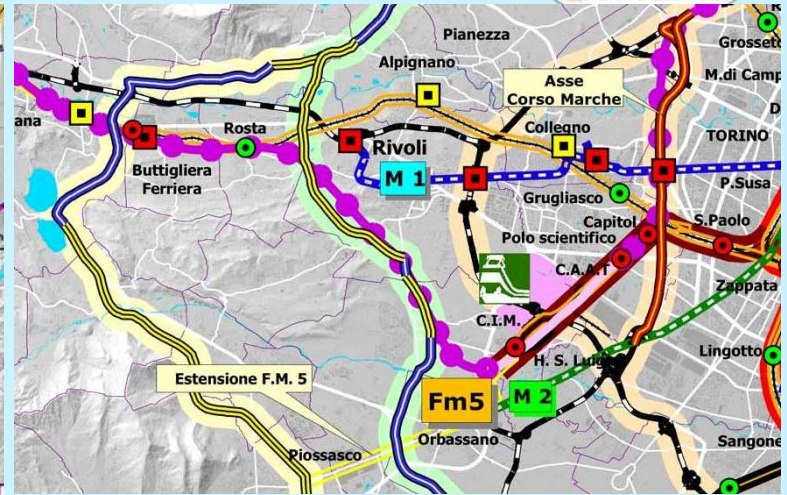 Pianezza
Grosseto
Alpignano
M.di Camp
Asse
Corso Marche
ana
Rosta
Collegno
TORINO
Rivoli
Buttigliera
Ferriera
M 1
P.Susa
Grugliasco
Capitol
S.Paolo
Polo scientifico
C.A.A.T
Zappata
C.I.M.
H. S. Luigi
Lingotto
Estensione F.M. 5
Fm5
M 2
Orbassano
Sangone
Piossasco